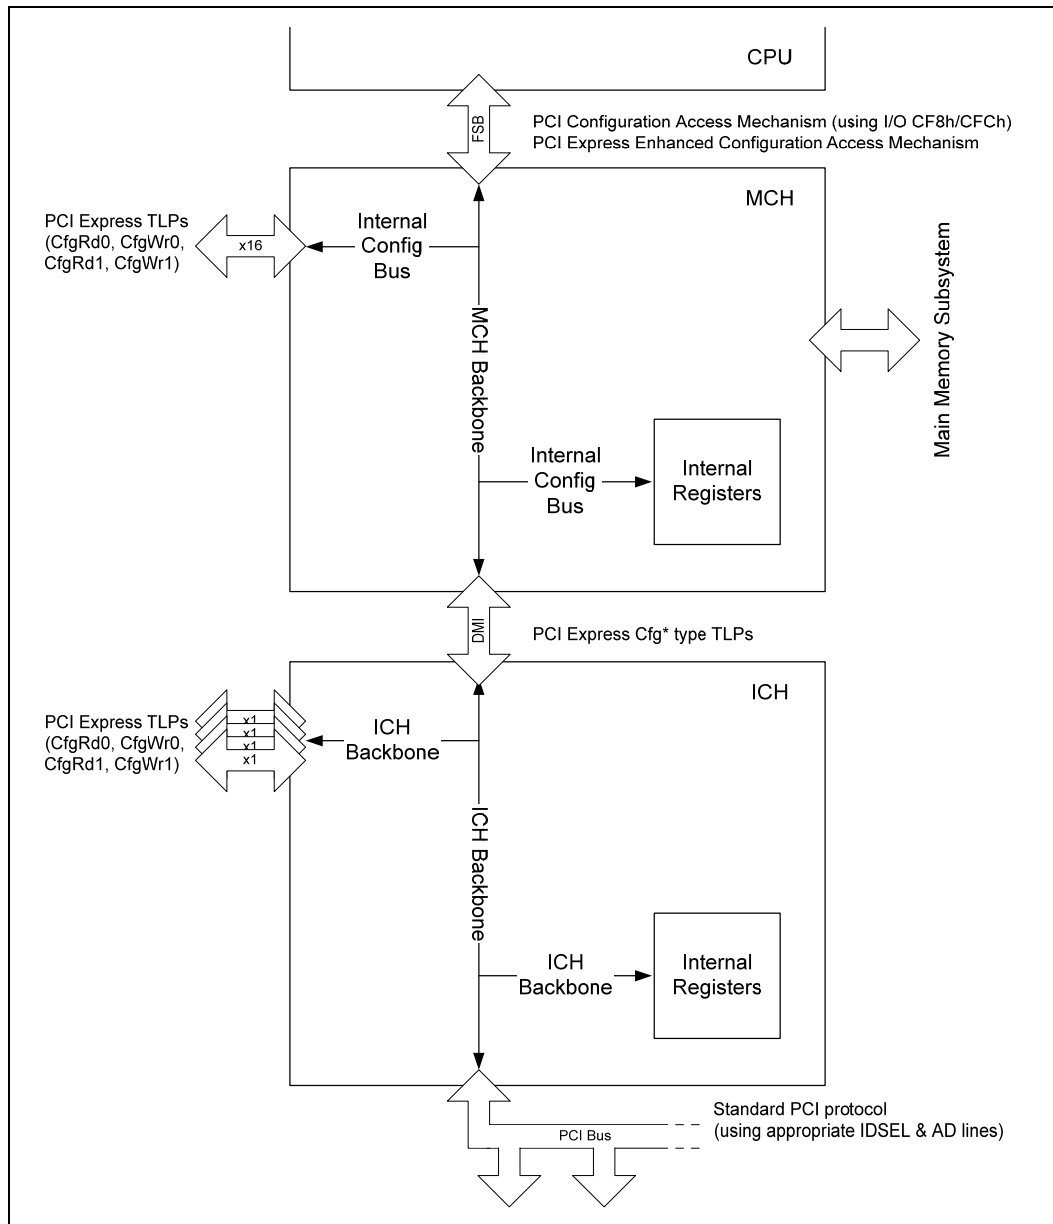 CPU
FSB
PCI Configuration Access Mechanism (using I/O CF8h/CFCh)
PCI Express Enhanced Configuration Access Mechanism
MCH
PCI Express TLPs
(CfgRd0, CfgWr0,
CfgRd1, CfgWr1)
x16
Internal
Config
Bus
MCH Backbone
Main Memory Subsystem
Internal
Config
Bus
Internal
Registers
DMI
PCI Express Cfg* type TLPs
ICH
PCI Express TLPs
(CfgRd0, CfgWr0,
CfgRd1, CfgWr1)
x1
x1
x1
x1
ICH
Backbone
ICH Backbone
ICH
Backbone
Internal
Registers
Standard PCI protocol
(using appropriate IDSEL & AD lines)
PCI Bus